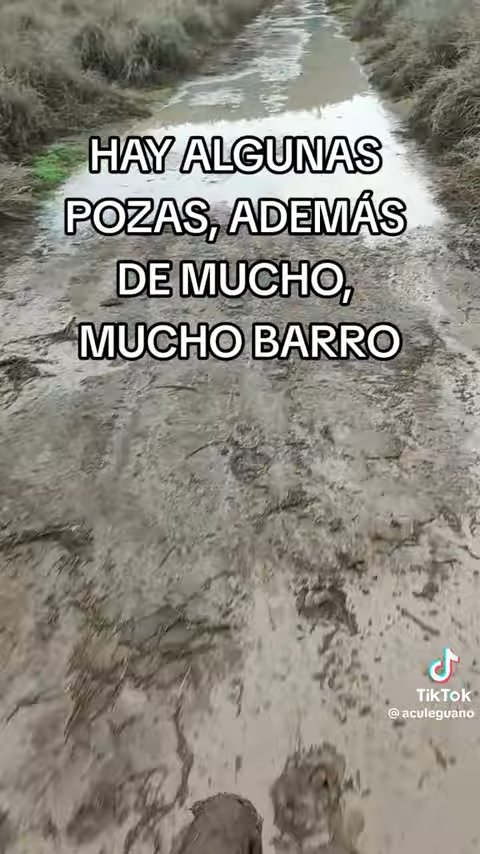 HAY ALGUNAS
POZAS, ADEMÁS
DE MUCHO,
MUCHO BARRO
TikTok
@aculeguano